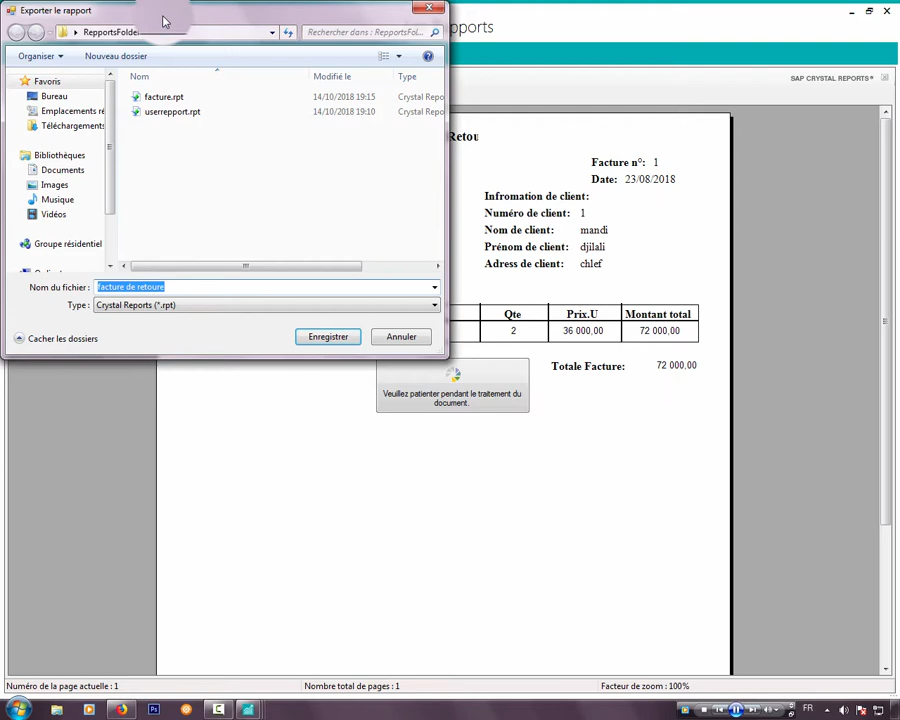 Exporter le rapport
pports
RepportsFolder
Rechercher dans : RepportsFol...
Organiser
Nouveau dossier
Favoris
Bureau
Emplacements ré
Téléchargements
Bibliothèques
Documents
Images
Musique
Vidéos
Groupe résidentiel
Nom
Modifié le
Type
facture.rpt
14/10/2018 19:15
Crystal Repo
userrepport.rpt
14/10/2018 19:10
Crystal Repo
Nom du fichier :
facture de retoure
Type :
Crystal Reports (*.rpt)
Cacher les dossiers
Enregistrer
Annuler
SAP CRYSTAL REPORTS®
Retou
Facture n°: 1
Date: 23/08/2018
Infromation de client:
Numéro de client: 1
Nom de client: mandi
Prénom de client: djilali
Adress de client: chlef
Qte
Prix.U
Montant total
2
36 000,00
72 000,00
Totale Facture: 72 000,00
Veuillez patienter pendant le traitement du
document.
Numéro de la page actuelle : 1
Nombre total de pages : 1
Facteur de zoom : 100%
Ps
FR